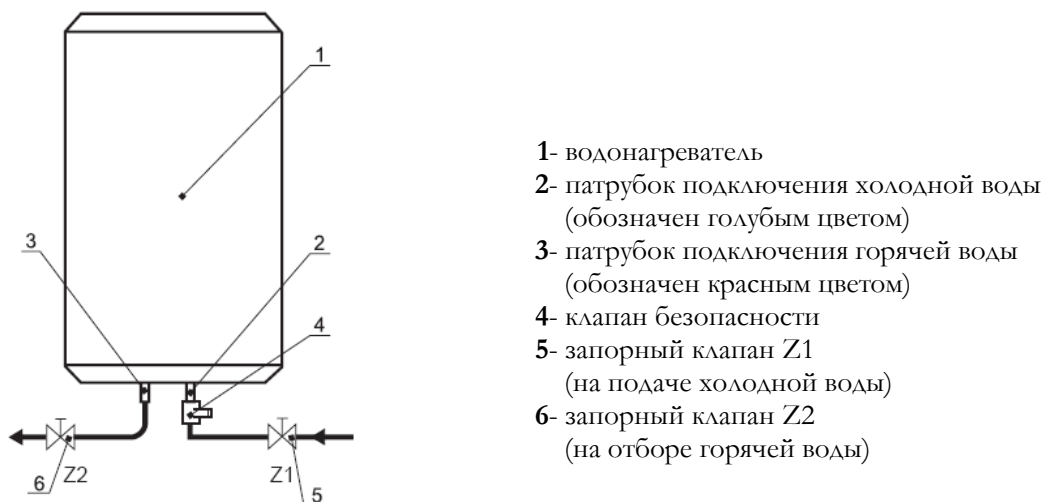 1
3
2
4
6
Z2
Z1
5
1- водонагреватель
2- патрубок подключения холодной воды
(обозначен голубым цветом)
3- патрубок подключения горячей воды
(обозначен красным цветом)
4- клапан безопасности
5- запорный клапан Z1
(на подаче холодной воды)
6- запорный клапан Z2
(на отборе горячей воды)